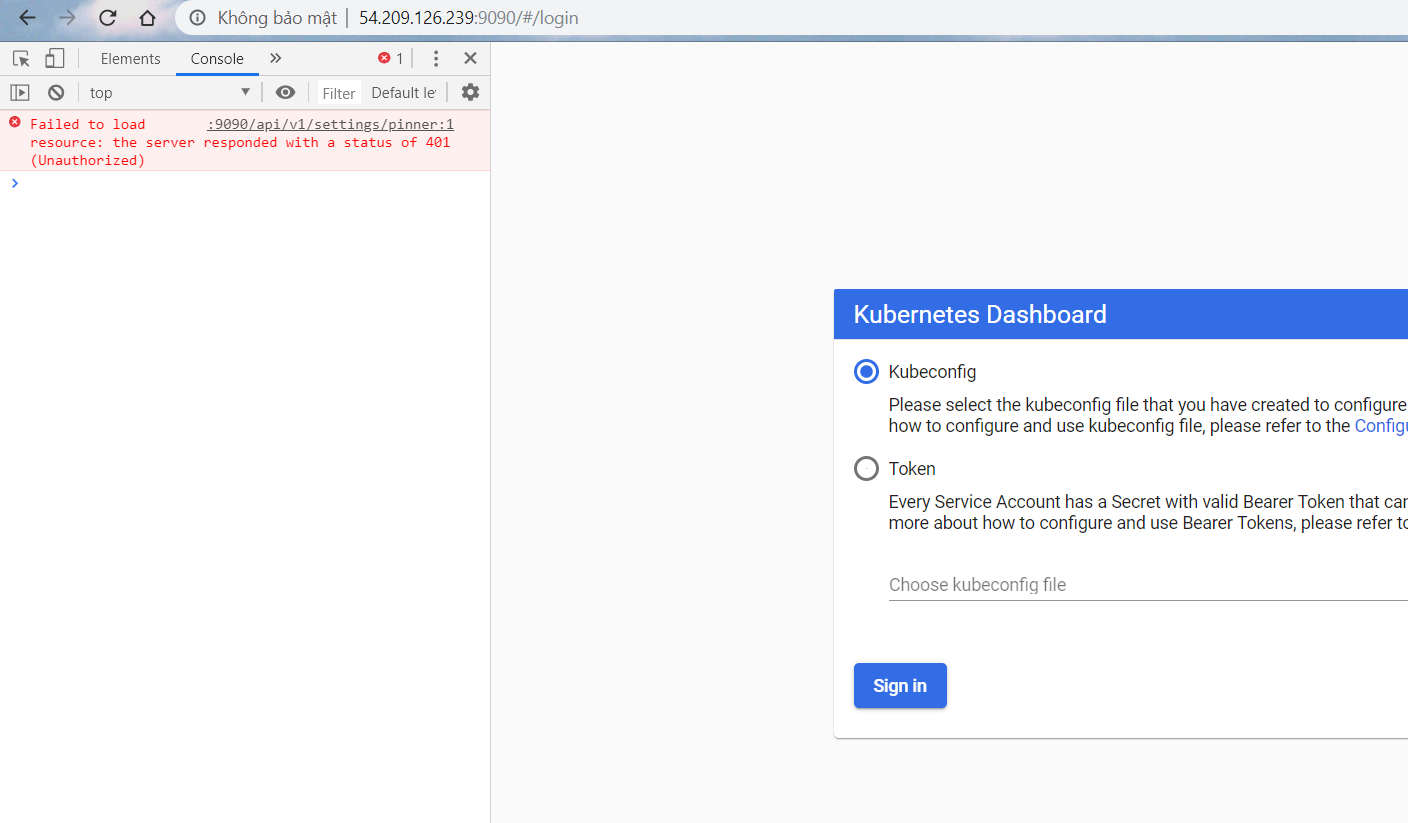 Không bảo mật | 54.209.126.239:9090/#/login
Elements Console » 1
top Filter Default le
Failed to load :9090/api/v1/settings/pinner:1
resource: the server responded with a status of 401
(Unauthorized)
Kubernetes Dashboard
Kubeconfig
Please select the kubeconfig file that you have created to configure
how to configure and use kubeconfig file, please refer to the Config
Token
Every Service Account has a Secret with valid Bearer Token that can
more about how to configure and use Bearer Tokens, please refer to
Choose kubeconfig file
Sign in